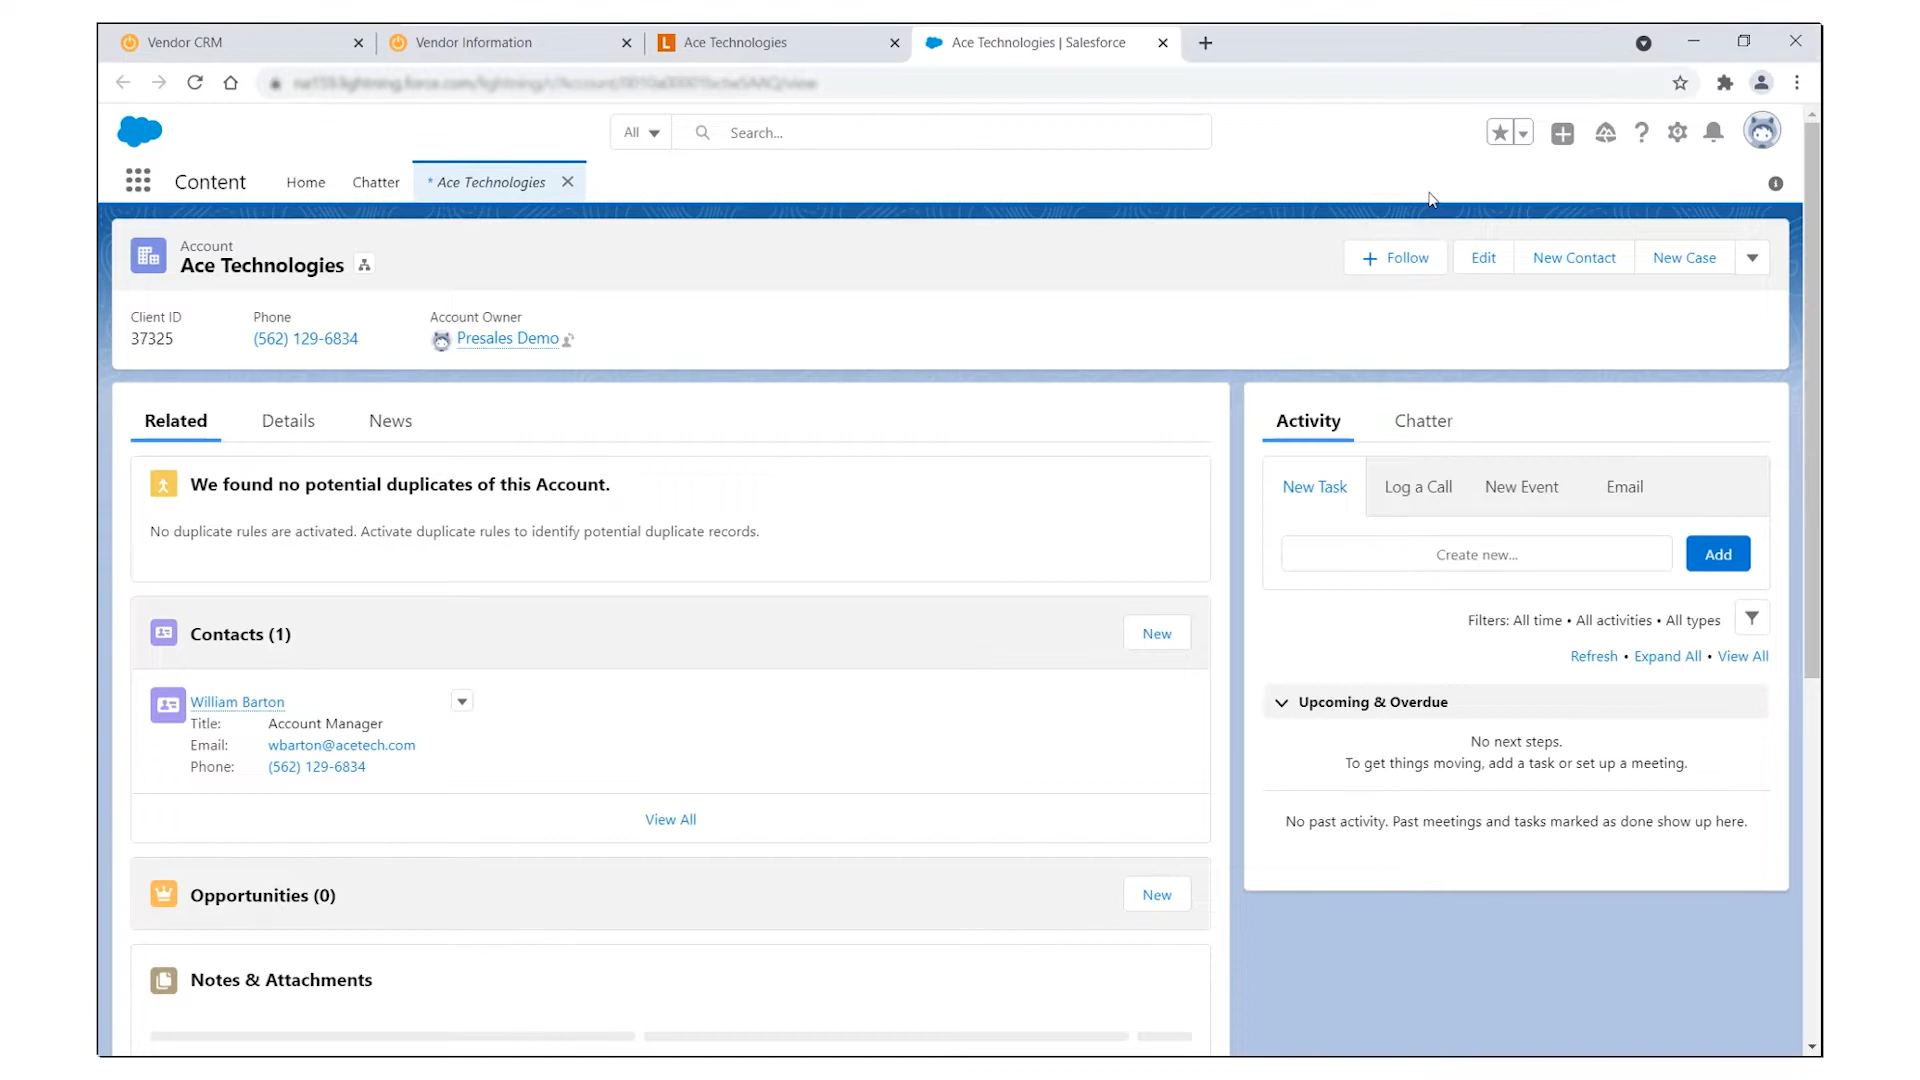 Vendor CRM
Vendor Information
L Ace Technologies
Ace Technologies | Salesforce
All
Search...
Content
Home
Chatter
* Ace Technologies
Account
Ace Technologies
Follow
Edit
New Contact
New Case
Client ID
Phone
Account Owner
37325
(562) 129-6834
Presales Demo
Related
Details
News
We found no potential duplicates of this Account.
No duplicate rules are activated. Activate duplicate rules to identify potential duplicate records.
Contacts (1)
New
William Barton
Title: Account Manager
Email: wbarton@acetech.com
Phone: (562) 129-6834
View All
Opportunities (0)
New
Notes & Attachments
Activity
Chatter
New Task
Log a Call
New Event
Email
Create new...
Add
Filters: All time • All activities • All types
Refresh • Expand All • View All
Upcoming & Overdue
No next steps.
To get things moving, add a task or set up a meeting.
No past activity. Past meetings and tasks marked as done show up here.